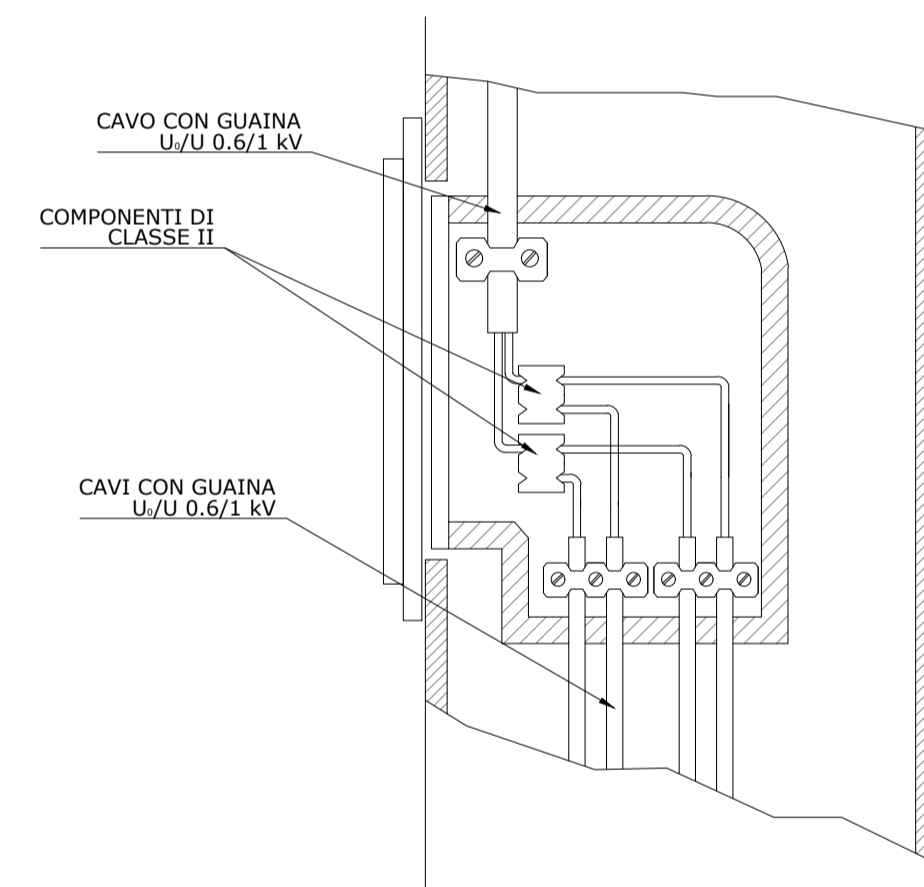 CAVO CON GUAINA
U₀/U 0.6/1 kV
COMPONENTI DI
CLASSE II
CAVI CON GUAINA
U₀/U 0.6/1 kV